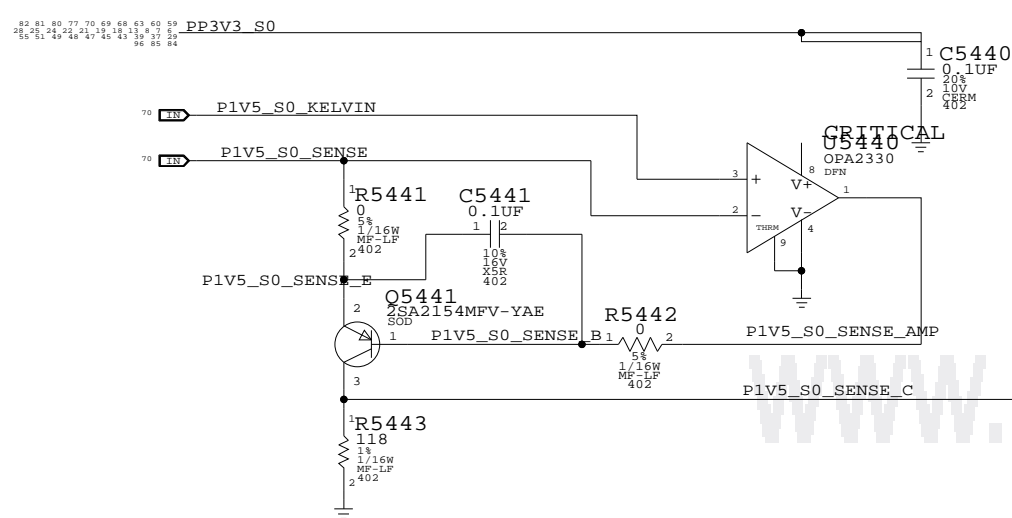 82 81 80 77 70 69 68 63 60 59
28 25 24 22 21 19 18 13 8 7 6
55 51 49 48 47 45 43 39 37 29
96 85 84
PP3V3_S0
1 C5440
0.1UF
20%
10V
2 CERM
402
70 IN P1V5_S0_KELVIN
CRITICAL
U5440
OPA2330
DFN
70 IN P1V5_S0_SENSE
3 + V+ 8 1
2 - V- 4
THRM 9
1 R5441
0
5%
1/16W
MF-LF
2 402
C5441
0.1UF
1 2
10%
16V
X5R
402
P1V5_S0_SENSE_E
2 Q5441
2SA2154MFV-YAE
SOD
1 P1V5_S0_SENSE_B
3
R5442
1 0 2
5%
1/16W
MF-LF
402
P1V5_S0_SENSE_AMP
P1V5_S0_SENSE_C
1 R5443
118
1%
1/16W
MF-LF
2 402
WW.